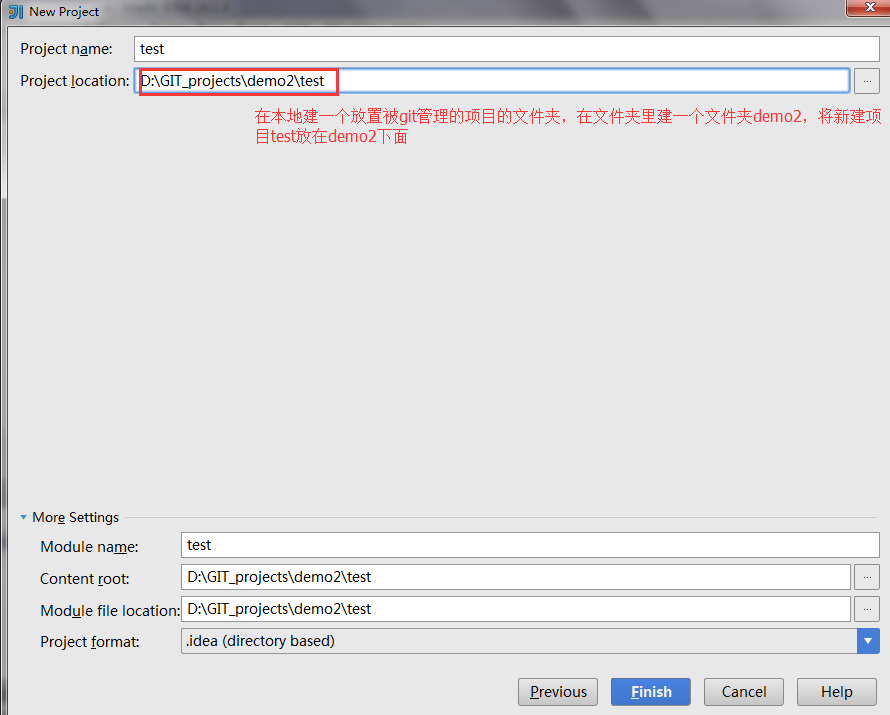 New Project
Project name: test
Project location: D:\GIT_projects\demo2\test ...
在本地建一个放置被git管理的项目的文件夹，在文件夹里建一个文件夹demo2，将新建项
目test放在demo2下面
More Settings
Module name: test
Content root: D:\GIT_projects\demo2\test ...
Module file location: D:\GIT_projects\demo2\test ...
Project format: .idea (directory based)
Previous Finish Cancel Help